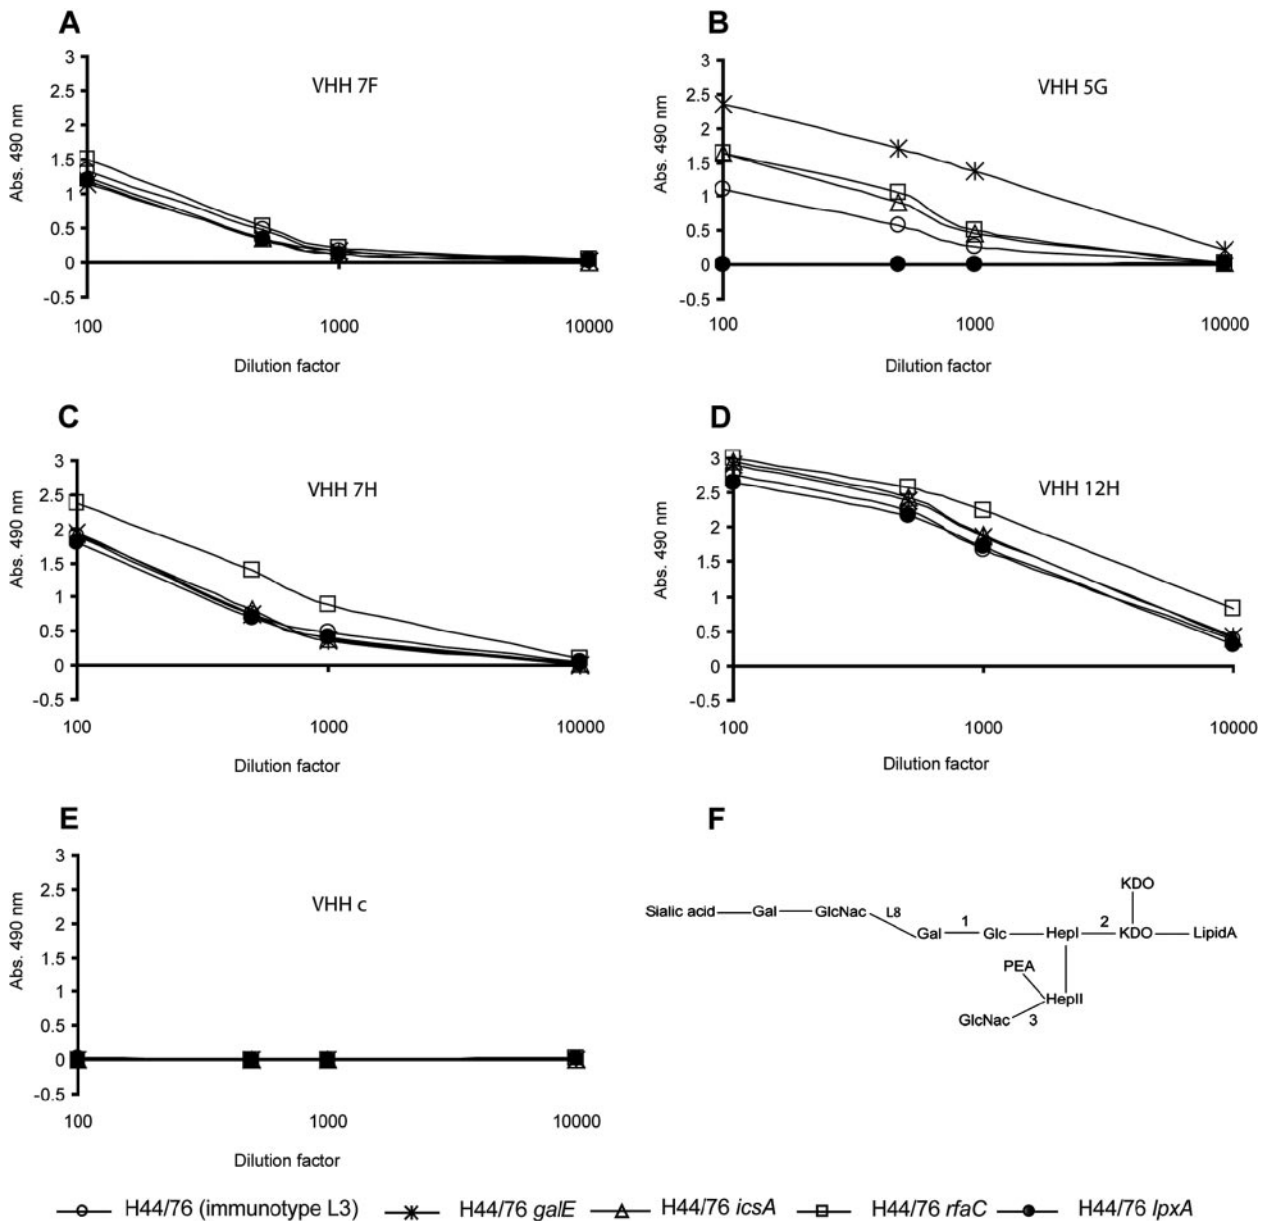 A
B
3
2.5
2
1.5
1
0.5
0
-0.5
Abs. 490 nm
VHH 7F
100
1000
10000
Dilution factor
3
2.5
2
1.5
1
0.5
0
-0.5
Abs. 490 nm
VHH 5G
100
1000
10000
Dilution factor
C
D
3
2.5
2
1.5
1
0.5
0
-0.5
Abs. 490 nm
VHH 7H
100
1000
10000
Dilution factor
3
2.5
2
1.5
1
0.5
0
-0.5
Abs. 490 nm
VHH 12H
100
1000
10000
Dilution factor
E
F
3
2.5
2
1.5
1
0.5
0
-0.5
Abs. 490 nm
VHH c
100
1000
10000
Dilution factor
KDO
Sialic acid Gal GlcNac L8
Gal 1 Glc HepI 2 KDO LipidA
PEA
HepII
GlcNac 3
H44/76 (immunotype L3) H44/76 galE H44/76 icsA H44/76 rfaC H44/76 lpxA